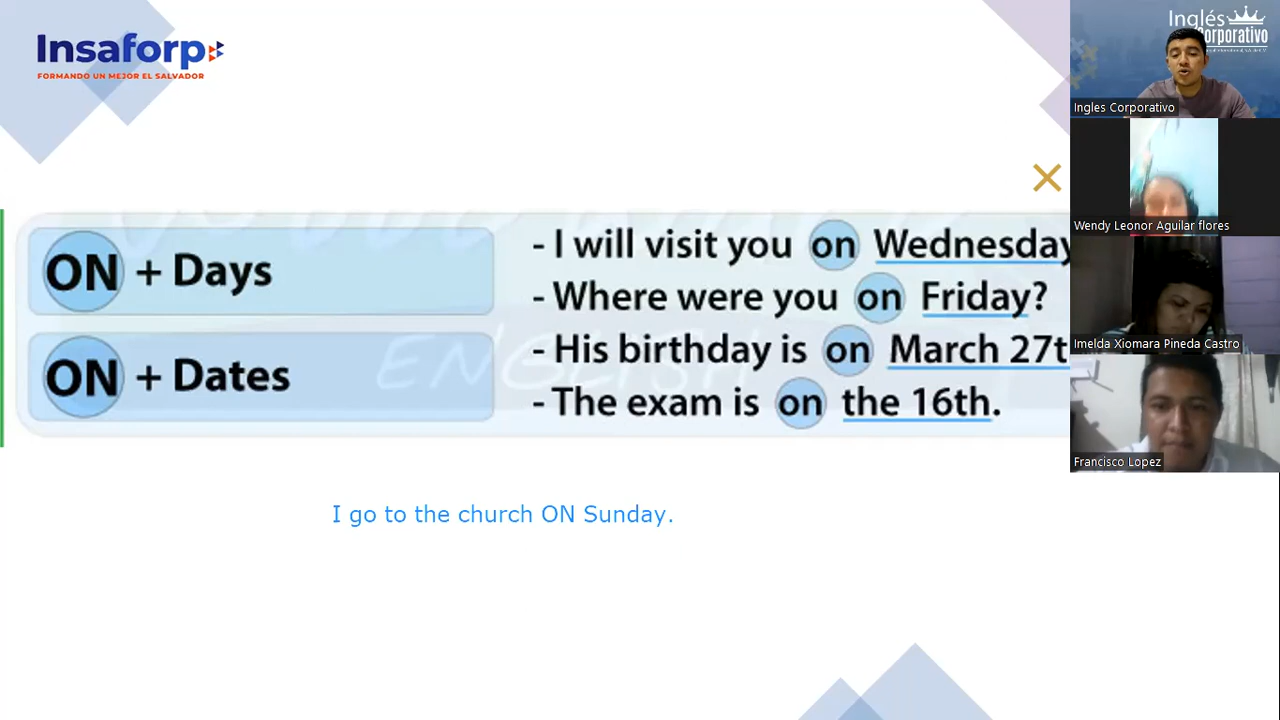 Insaforp
FORMANDO UN MEJOR EL SALVADOR
ON + Days
- I will visit you on Wednesday
- Where were you on Friday?
ON + Dates
- His birthday is on March 27t
- The exam is on the 16th.
ENGLISH
I go to the church ON Sunday.
Inglés
Corporativo
Ingles Corporativo
Wendy Leonor Aguilar flores
Imelda Xiomara Pineda Castro
Francisco Lopez